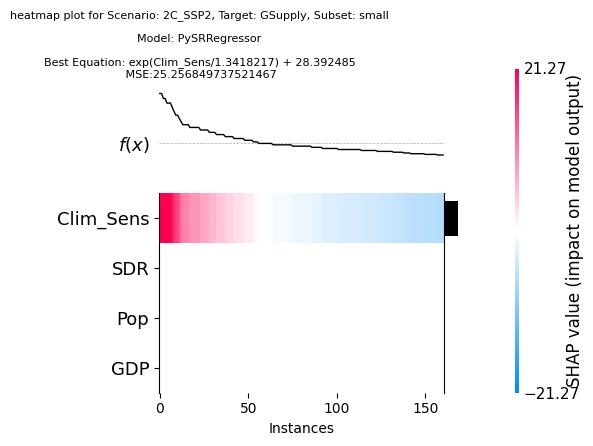 heatmap plot for Scenario: 2C_SSP2, Target: GSupply, Subset: small
Model: PySRRegressor
Best Equation: exp(Clim_Sens/1.3418217) + 28.392485
MSE:25.256849737521467
21.27
f(x)
Clim_Sens
SDR
Pop
GDP
0
50
100
150
Instances
−21.27
SHAP value (impact on model output)